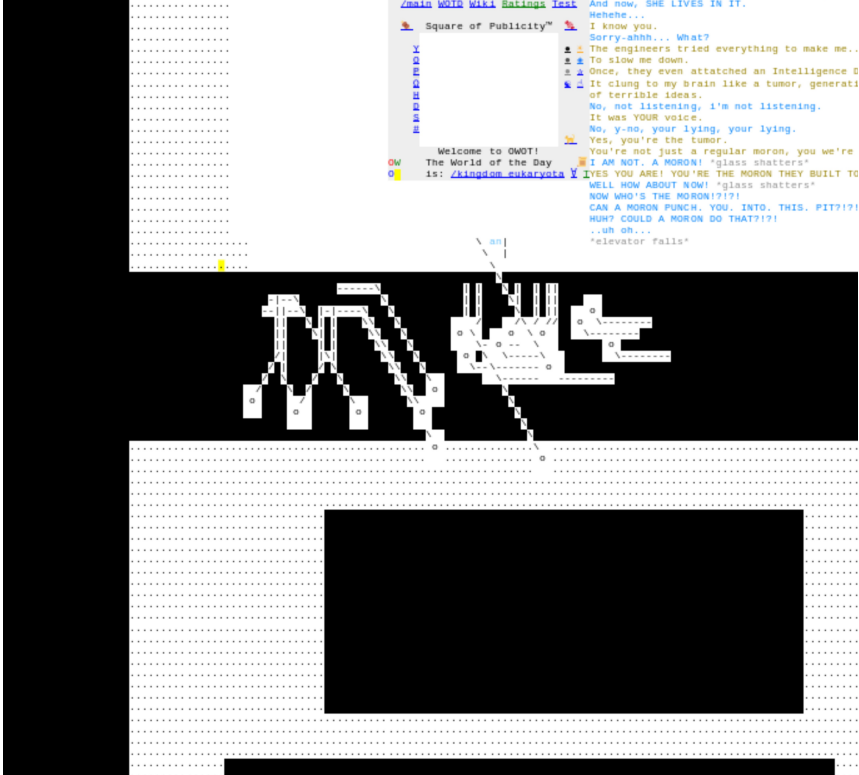 /main WOTD Wiki Ratings Test
Square of Publicity™
Y
O
P
Q
H
D
S
#
Welcome to OWOT!
OW The World of the Day
O is: /kingdom_eukaryota
And now, SHE LIVES IN IT.
Hehehe...
I know you.
Sorry-ahhh... What?
The engineers tried everything to make me..
To slow me down.
Once, they even attatched an Intelligence D
It clung to my brain like a tumor, generati
of terrible ideas.
No, not listening, i'm not listening.
It was YOUR voice.
No, y-no, your lying, your lying.
Yes, you're the tumor.
You're not just a regular moron, you we're
I AM NOT. A MORON! *glass shatters*
YES YOU ARE! YOU'RE THE MORON THEY BUILT TO
WELL HOW ABOUT NOW! *glass shatters*
NOW WHO'S THE MORON!?!?!
CAN A MORON PUNCH. YOU. INTO. THIS. PIT?!?!
HUH? COULD A MORON DO THAT?!?!
..uh oh...
*elevator falls*
an